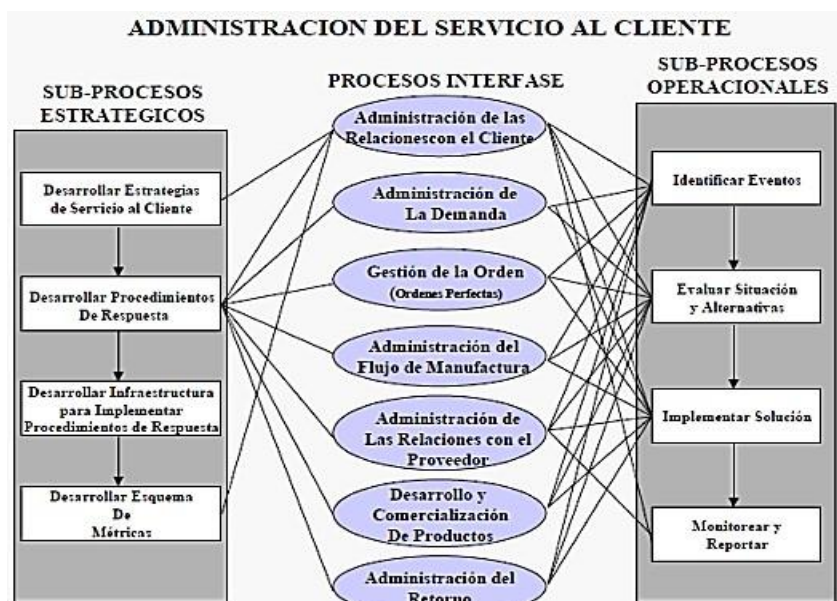 ADMINISTRACION DEL SERVICIO AL CLIENTE
SUB-PROCESOS
ESTRATEGICOS
Desarrollar Estrategias
de Servicio al Cliente
Desarrollar Procedimientos
De Respuesta
Desarrollar Infraestructura
para Implementar
Procedimientos de Respuesta
Desarrollar Esquema
De
Métricas
PROCESOS INTERFASE
Administración de las
Relacionescon el Cliente
Administración de
La Demanda
Gestión de la Orden
(Ordenes Perfectas)
Administración del
Flujo de Manufactura
Administración de
Las Relaciones con el
Proveedor
Desarrollo y
Comercialización
De Productos
Administración del
Retorno
SUB-PROCESOS
OPERACIONALES
Identificar Eventos
Evaluar Situación
y Alternativas
Implementar Solución
Monitorear y
Reportar